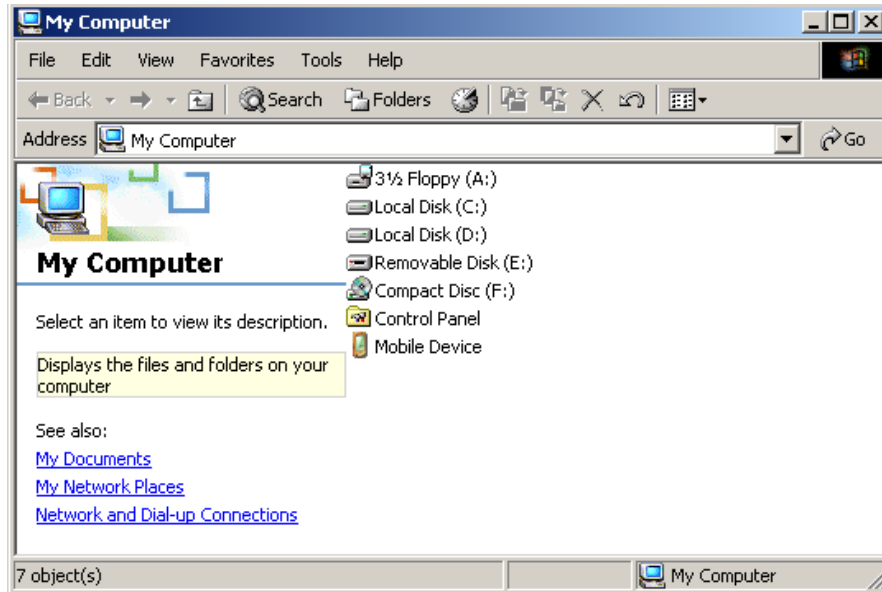 My Computer
File Edit View Favorites Tools Help
Back Search Folders
Address My Computer Go
3½ Floppy (A:)
Local Disk (C:)
Local Disk (D:)
Removable Disk (E:)
Compact Disc (F:)
Control Panel
Mobile Device
My Computer
Select an item to view its description.
Displays the files and folders on your
computer
See also:
My Documents
My Network Places
Network and Dial-up Connections
7 object(s) My Computer